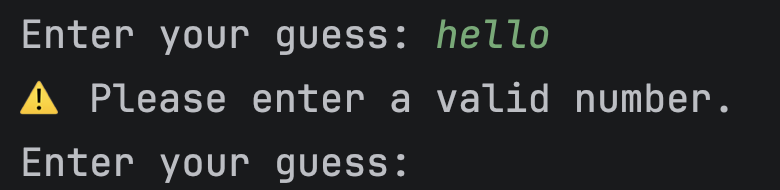 Enter your guess: hello
⚠️ Please enter a valid number.
Enter your guess: